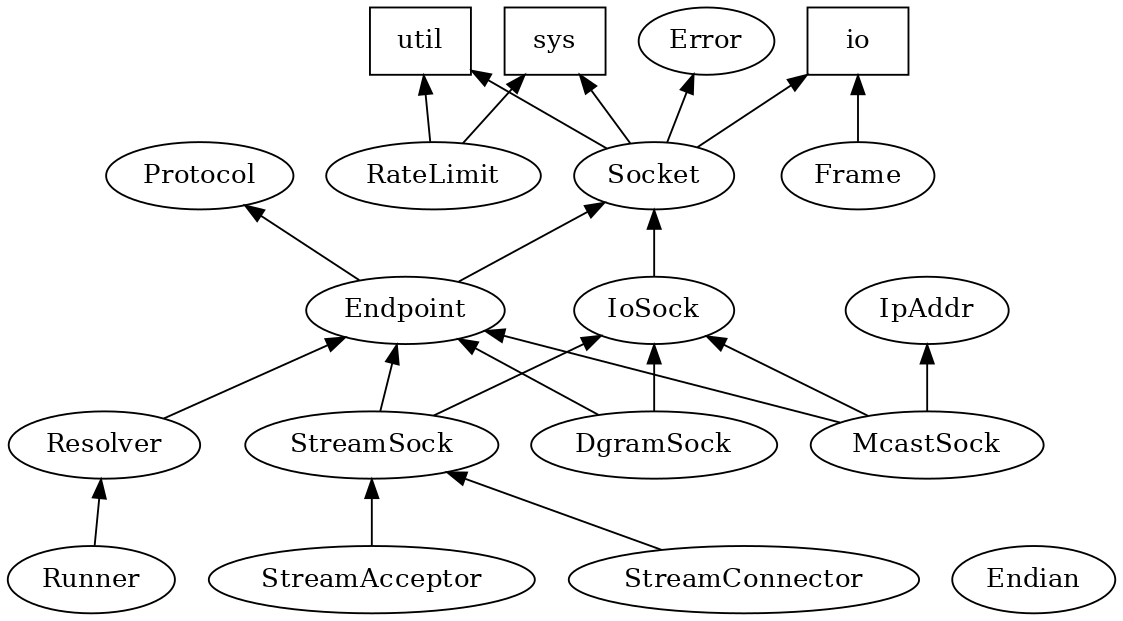 util
sys
Error
io
Protocol
RateLimit
Socket
Frame
Endpoint
IoSock
IpAddr
Resolver
StreamSock
DgramSock
McastSock
Runner
StreamAcceptor
StreamConnector
Endian